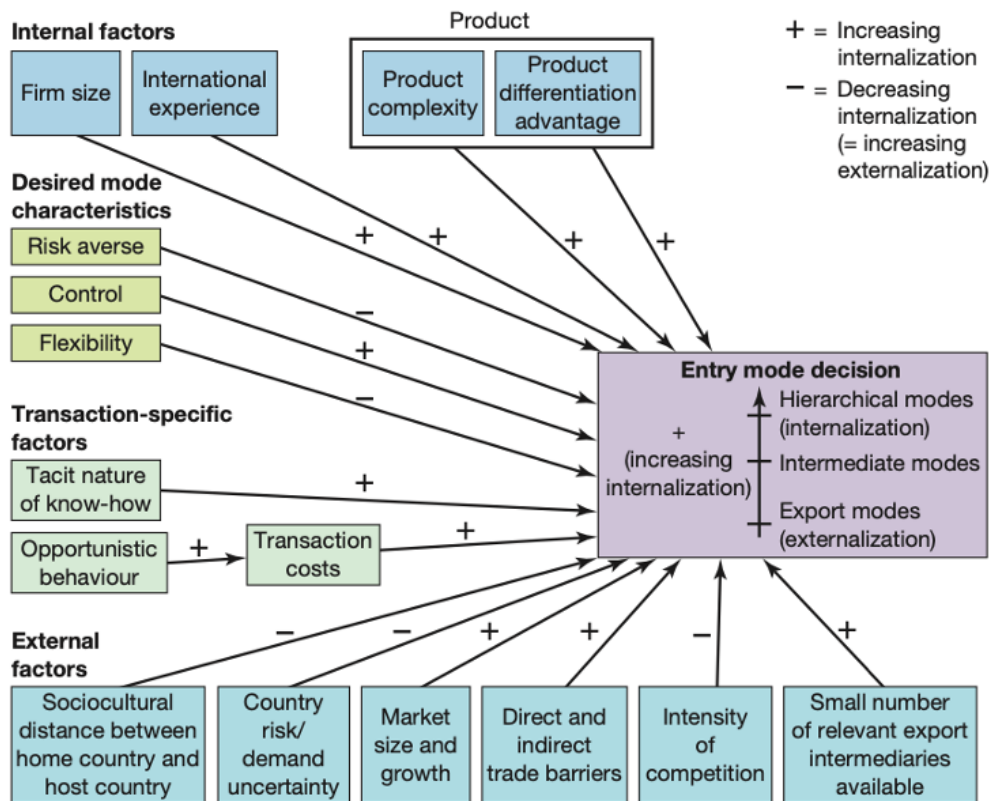 Internal factors
Product
+ = Increasing
internalization
− = Decreasing
internalization
(= increasing
externalization)
Firm size
International
experience
Product
complexity
Product
differentiation
advantage
Desired mode
characteristics
Risk averse
Control
Flexibility
+
+
+
+
−
+
−
Transaction-specific
factors
Tacit nature
of know-how
+
Opportunistic
behaviour
+
Transaction
costs
+
Entry mode decision
+
(increasing
internalization)
Hierarchical modes
(internalization)
Intermediate modes
Export modes
(externalization)
External
factors
−
−
+
+
−
+
Sociocultural
distance between
home country and
host country
Country
risk/
demand
uncertainty
Market
size and
growth
Direct and
indirect
trade barriers
Intensity
of
competition
Small number
of relevant export
intermediaries
available